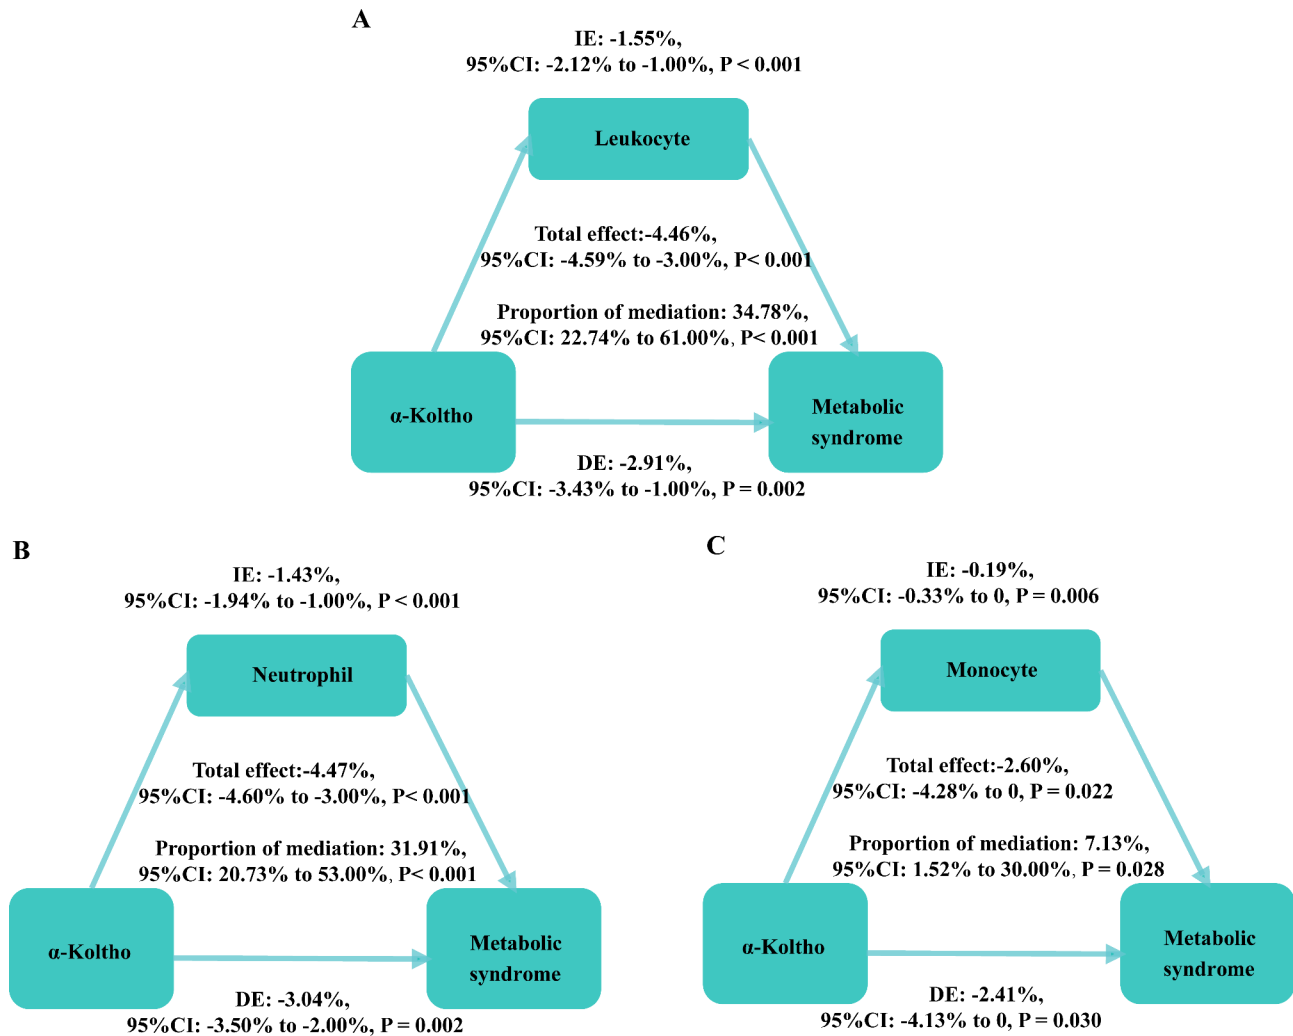 A
IE: -1.55%,
95%CI: -2.12% to -1.00%, P < 0.001
Leukocyte
Total effect:-4.46%,
95%CI: -4.59% to -3.00%, P< 0.001
Proportion of mediation: 34.78%,
95%CI: 22.74% to 61.00%, P< 0.001
α-Koltho
Metabolic
syndrome
DE: -2.91%,
95%CI: -3.43% to -1.00%, P = 0.002
B
IE: -1.43%,
95%CI: -1.94% to -1.00%, P < 0.001
Neutrophil
Total effect:-4.47%,
95%CI: -4.60% to -3.00%, P< 0.001
Proportion of mediation: 31.91%,
95%CI: 20.73% to 53.00%, P< 0.001
α-Koltho
Metabolic
syndrome
DE: -3.04%,
95%CI: -3.50% to -2.00%, P = 0.002
C
IE: -0.19%,
95%CI: -0.33% to 0, P = 0.006
Monocyte
Total effect:-2.60%,
95%CI: -4.28% to 0, P = 0.022
Proportion of mediation: 7.13%,
95%CI: 1.52% to 30.00%, P = 0.028
α-Koltho
Metabolic
syndrome
DE: -2.41%,
95%CI: -4.13% to 0, P = 0.030